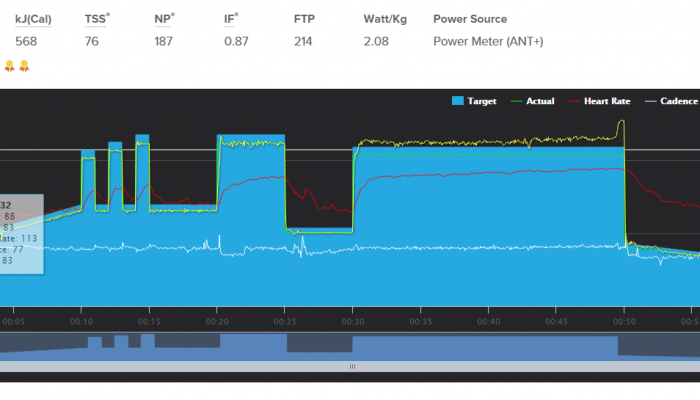 kJ(Cal) TSS® NP® IF® FTP Watt/Kg Power Source
568 76 187 0.87 214 2.08 Power Meter (ANT+)
Target Actual Heart Rate Cadence
32
88
83
Rate: 113
ce: 77
83
00:05 00:10 00:15 00:20 00:25 00:30 00:35 00:40 00:45 00:50 00:5